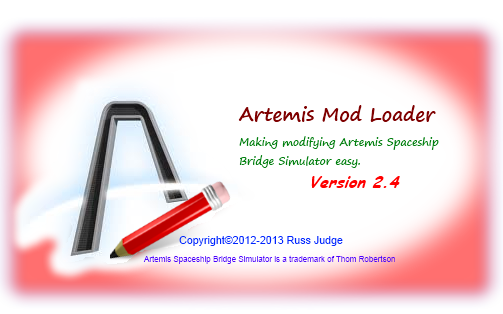 Artemis Mod Loader
Making modifying Artemis Spaceship
Bridge Simulator easy.
Version 2.4
Copyright©2012-2013 Russ Judge
Artemis Spaceship Bridge Simulator is a trademark of Thom Robertson